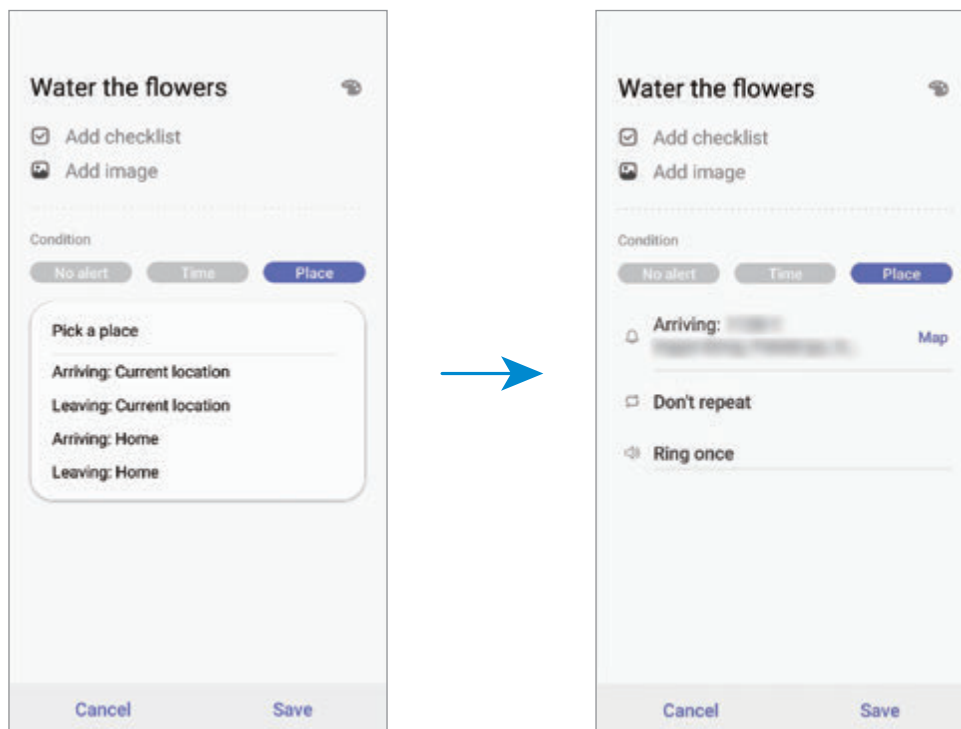 Water the flowers
Add checklist
Add image
Condition
No alert Time Place
Pick a place
Arriving: Current location
Leaving: Current location
Arriving: Home
Leaving: Home
Cancel Save
Water the flowers
Add checklist
Add image
Condition
No alert Time Place
Arriving:
Map
Don't repeat
Ring once
Cancel Save